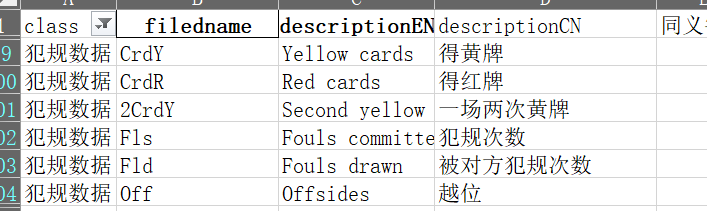 A B C D E
1 class filedname descriptionEN descriptionCN 同义
9 犯规数据 CrdY Yellow cards 得黄牌
00 犯规数据 CrdR Red cards 得红牌
01 犯规数据 2CrdY Second yellow 一场两次黄牌
02 犯规数据 Fls Fouls committe 犯规次数
03 犯规数据 Fld Fouls drawn 被对方犯规次数
04 犯规数据 Off Offsides 越位